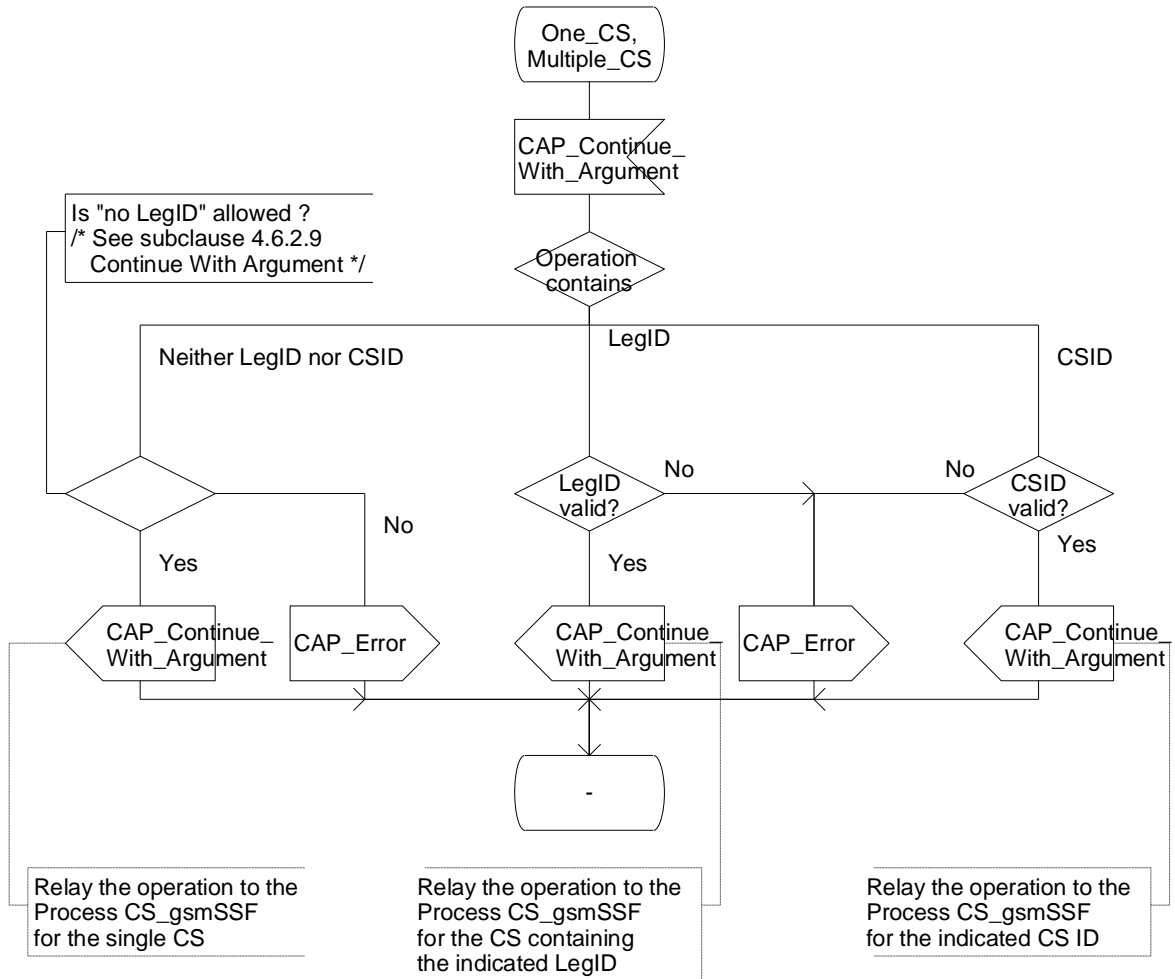 One_CS,
Multiple_CS
CAP_Continue_
With_Argument
Is "no LegID" allowed ?
/* See subclause 4.6.2.9
Continue With Argument */
Operation
contains
Neither LegID nor CSID
LegID
CSID
No
LegID
valid?
No
No
CSID
valid?
Yes
Yes
Yes
CAP_Continue_
With_Argument
CAP_Error
CAP_Continue_
With_Argument
CAP_Error
CAP_Continue_
With_Argument
-
Relay the operation to the
Process CS_gsmSSF
for the single CS
Relay the operation to the
Process CS_gsmSSF
for the CS containing
the indicated LegID
Relay the operation to the
Process CS_gsmSSF
for the indicated CS ID